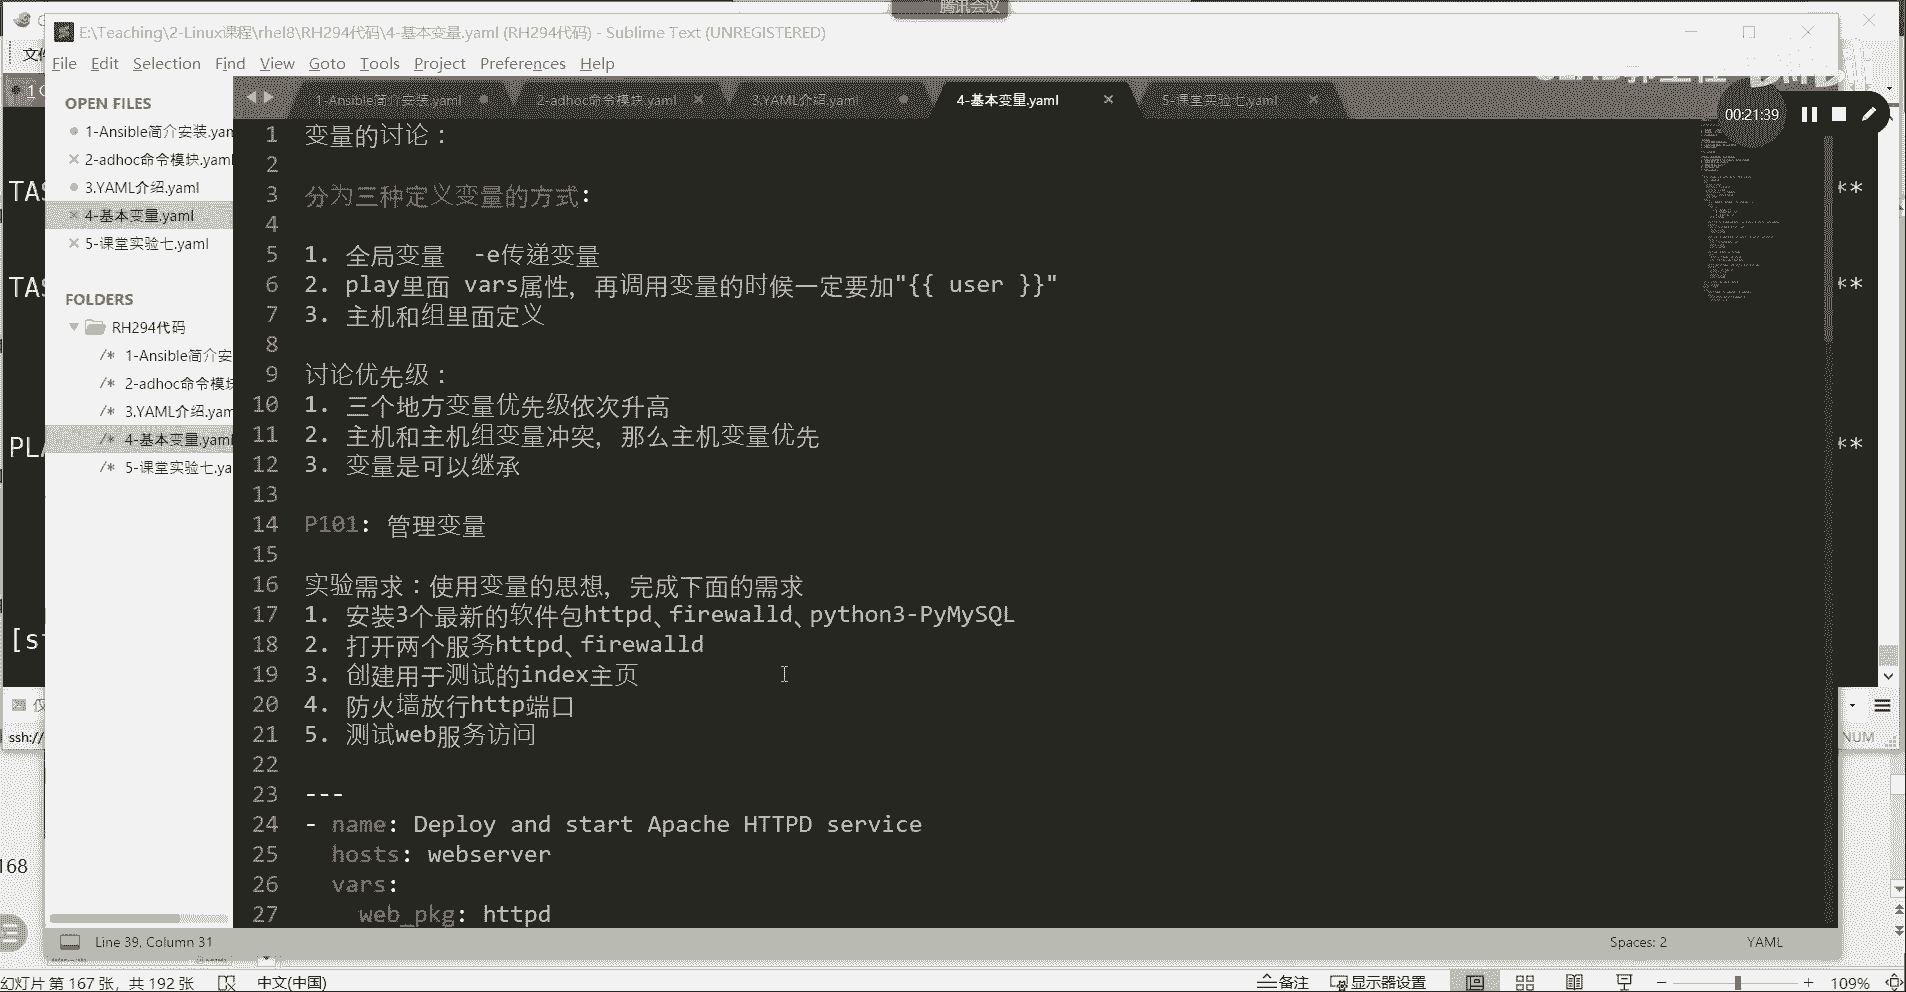 腾讯会议
E:\Teaching\2-Linux课程\rhel8\RH294代码\4-基本变量.yaml (RH294代码) - Sublime Text (UNREGISTERED)
File Edit Selection Find View Goto Tools Project Preferences Help
OPEN FILES
1-Ansible简介安装.yam
2-adhoc命令模块.yaml
3.YAML介绍.yaml
4-基本变量.yaml
5-课堂实验七.yaml
FOLDERS
RH294代码
/* 1-Ansible简介安
/* 2-adhoc命令模块
/* 3.YAML介绍.yam
/* 4-基本变量.yaml
/* 5-课堂实验七.ya
1-Ansible简介安装.yaml 2-adhoc命令模块.yaml 3.YAML介绍.yaml 4-基本变量.yaml 5-课堂实验七.yaml
00:21:39
1 变量的讨论：
2
3 分为三种定义变量的方式:
4
5 1. 全局变量 -e传递变量
6 2. play里面 vars属性，再调用变量的时候一定要加"{{ user }}"
7 3. 主机和组里面定义
8
9 讨论优先级：
10 1. 三个地方变量优先级依次升高
11 2. 主机和主机组变量冲突，那么主机变量优先
12 3. 变量是可以继承
13
14 P101: 管理变量
15
16 实验需求：使用变量的思想，完成下面的需求
17 1. 安装3个最新的软件包httpd、firewalld、python3-PyMySQL
18 2. 打开两个服务httpd、firewalld
19 3. 创建用于测试的index主页
20 4. 防火墙放行http端口
21 5. 测试web服务访问
22
23 ---
24 - name: Deploy and start Apache HTTPD service
25 hosts: webserver
26 vars:
27 web_pkg: httpd
TAS
**
TAS
**
PLA
**
[st
仅
ssh://
NUM
168
Line 39, Column 31
Spaces: 2
YAML
幻灯片 第 167 张，共 192 张
中文(中国)
备注
显示器设置
109%